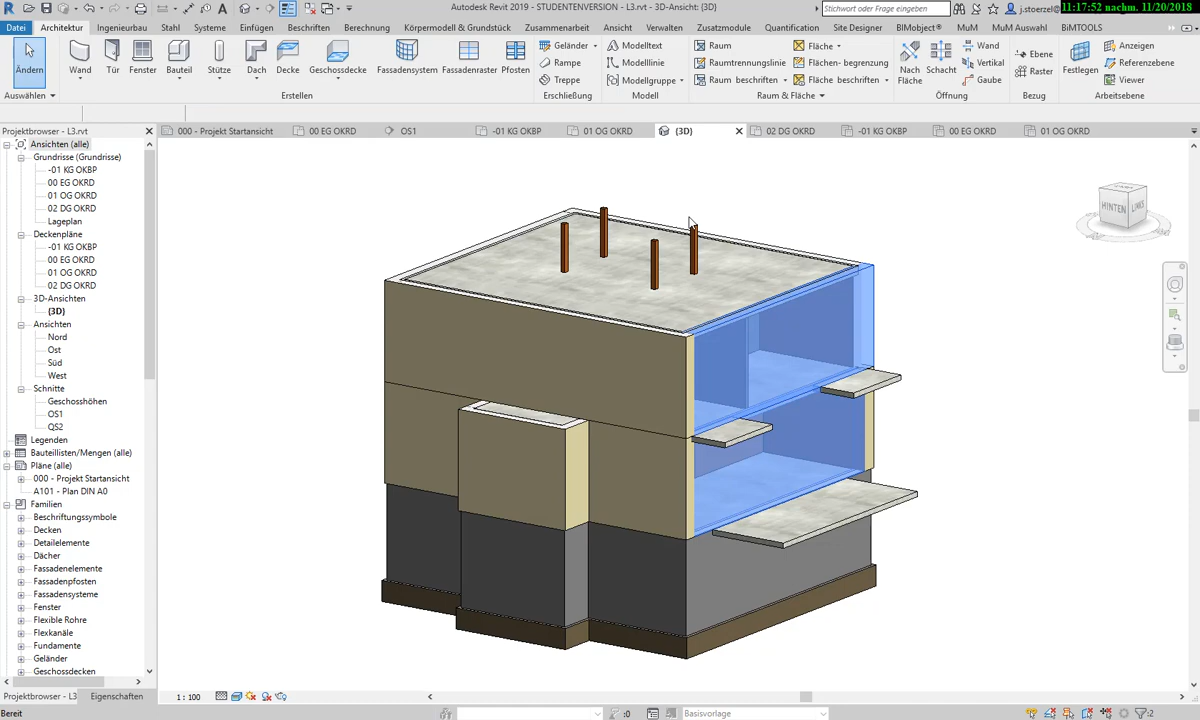 Autodesk Revit 2019 - STUDENTENVERSION - L3.rvt - 3D-Ansicht: {3D}
Stichwort oder Frage eingeben
j.stoerzel@...
11:17:52 nachm. 11/20/2018
Datei Architektur Ingenieurbau Stahl Systeme Einfügen Beschriften Berechnung Körpermodell & Grundstück Zusammenarbeit Ansicht Verwalten Zusatzmodule Quantification Site Designer BIMobject® MuM MuM Auswahl BiMTOOLS
Ändern Wand Tür Fenster Bauteil Stütze Dach Decke Geschossdecke Fassadensystem Fassadenraster Pfosten
Geländer Modelltext Raum Fläche Wand Ebene Anzeigen
Rampe Modelllinie Raumtrennungslinie Flächen- begrenzung Nach Fläche Schacht Vertikal Raster Festlegen Referenzebene
Treppe Modellgruppe Raum beschriften Fläche beschriften Gaube Viewer
Auswählen Erstellen Erschließung Modell Raum & Fläche Öffnung Bezug Arbeitsebene
Projektbrowser - L3.rvt
000 - Projekt Startansicht 00 EG OKRD OS1 -01 KG OKBP 01 OG OKRD {3D} 02 DG OKRD -01 KG OKBP 00 EG OKRD 01 OG OKRD
Ansichten (alle)
Grundrisse (Grundrisse)
-01 KG OKBP
00 EG OKRD
01 OG OKRD
02 DG OKRD
Lageplan
Deckenpläne
-01 KG OKBP
00 EG OKRD
01 OG OKRD
02 DG OKRD
3D-Ansichten
{3D}
Ansichten
Nord
Ost
Süd
West
Schnitte
Geschosshöhen
OS1
QS2
Legenden
Bauteillisten/Mengen (alle)
Pläne (alle)
000 - Projekt Startansicht
A101 - Plan DIN A0
Familien
Beschriftungssymbole
Decken
Detailelemente
Dächer
Fassadenelemente
Fassadenpfosten
Fassadensysteme
Fenster
Flexible Rohre
Flexkanäle
Fundamente
Geländer
Geschossdecken
HINTEN LINKS
Projektbrowser - L3 Eigenschaften
1 : 100
Bereit
:0
Basisvorlage
:2